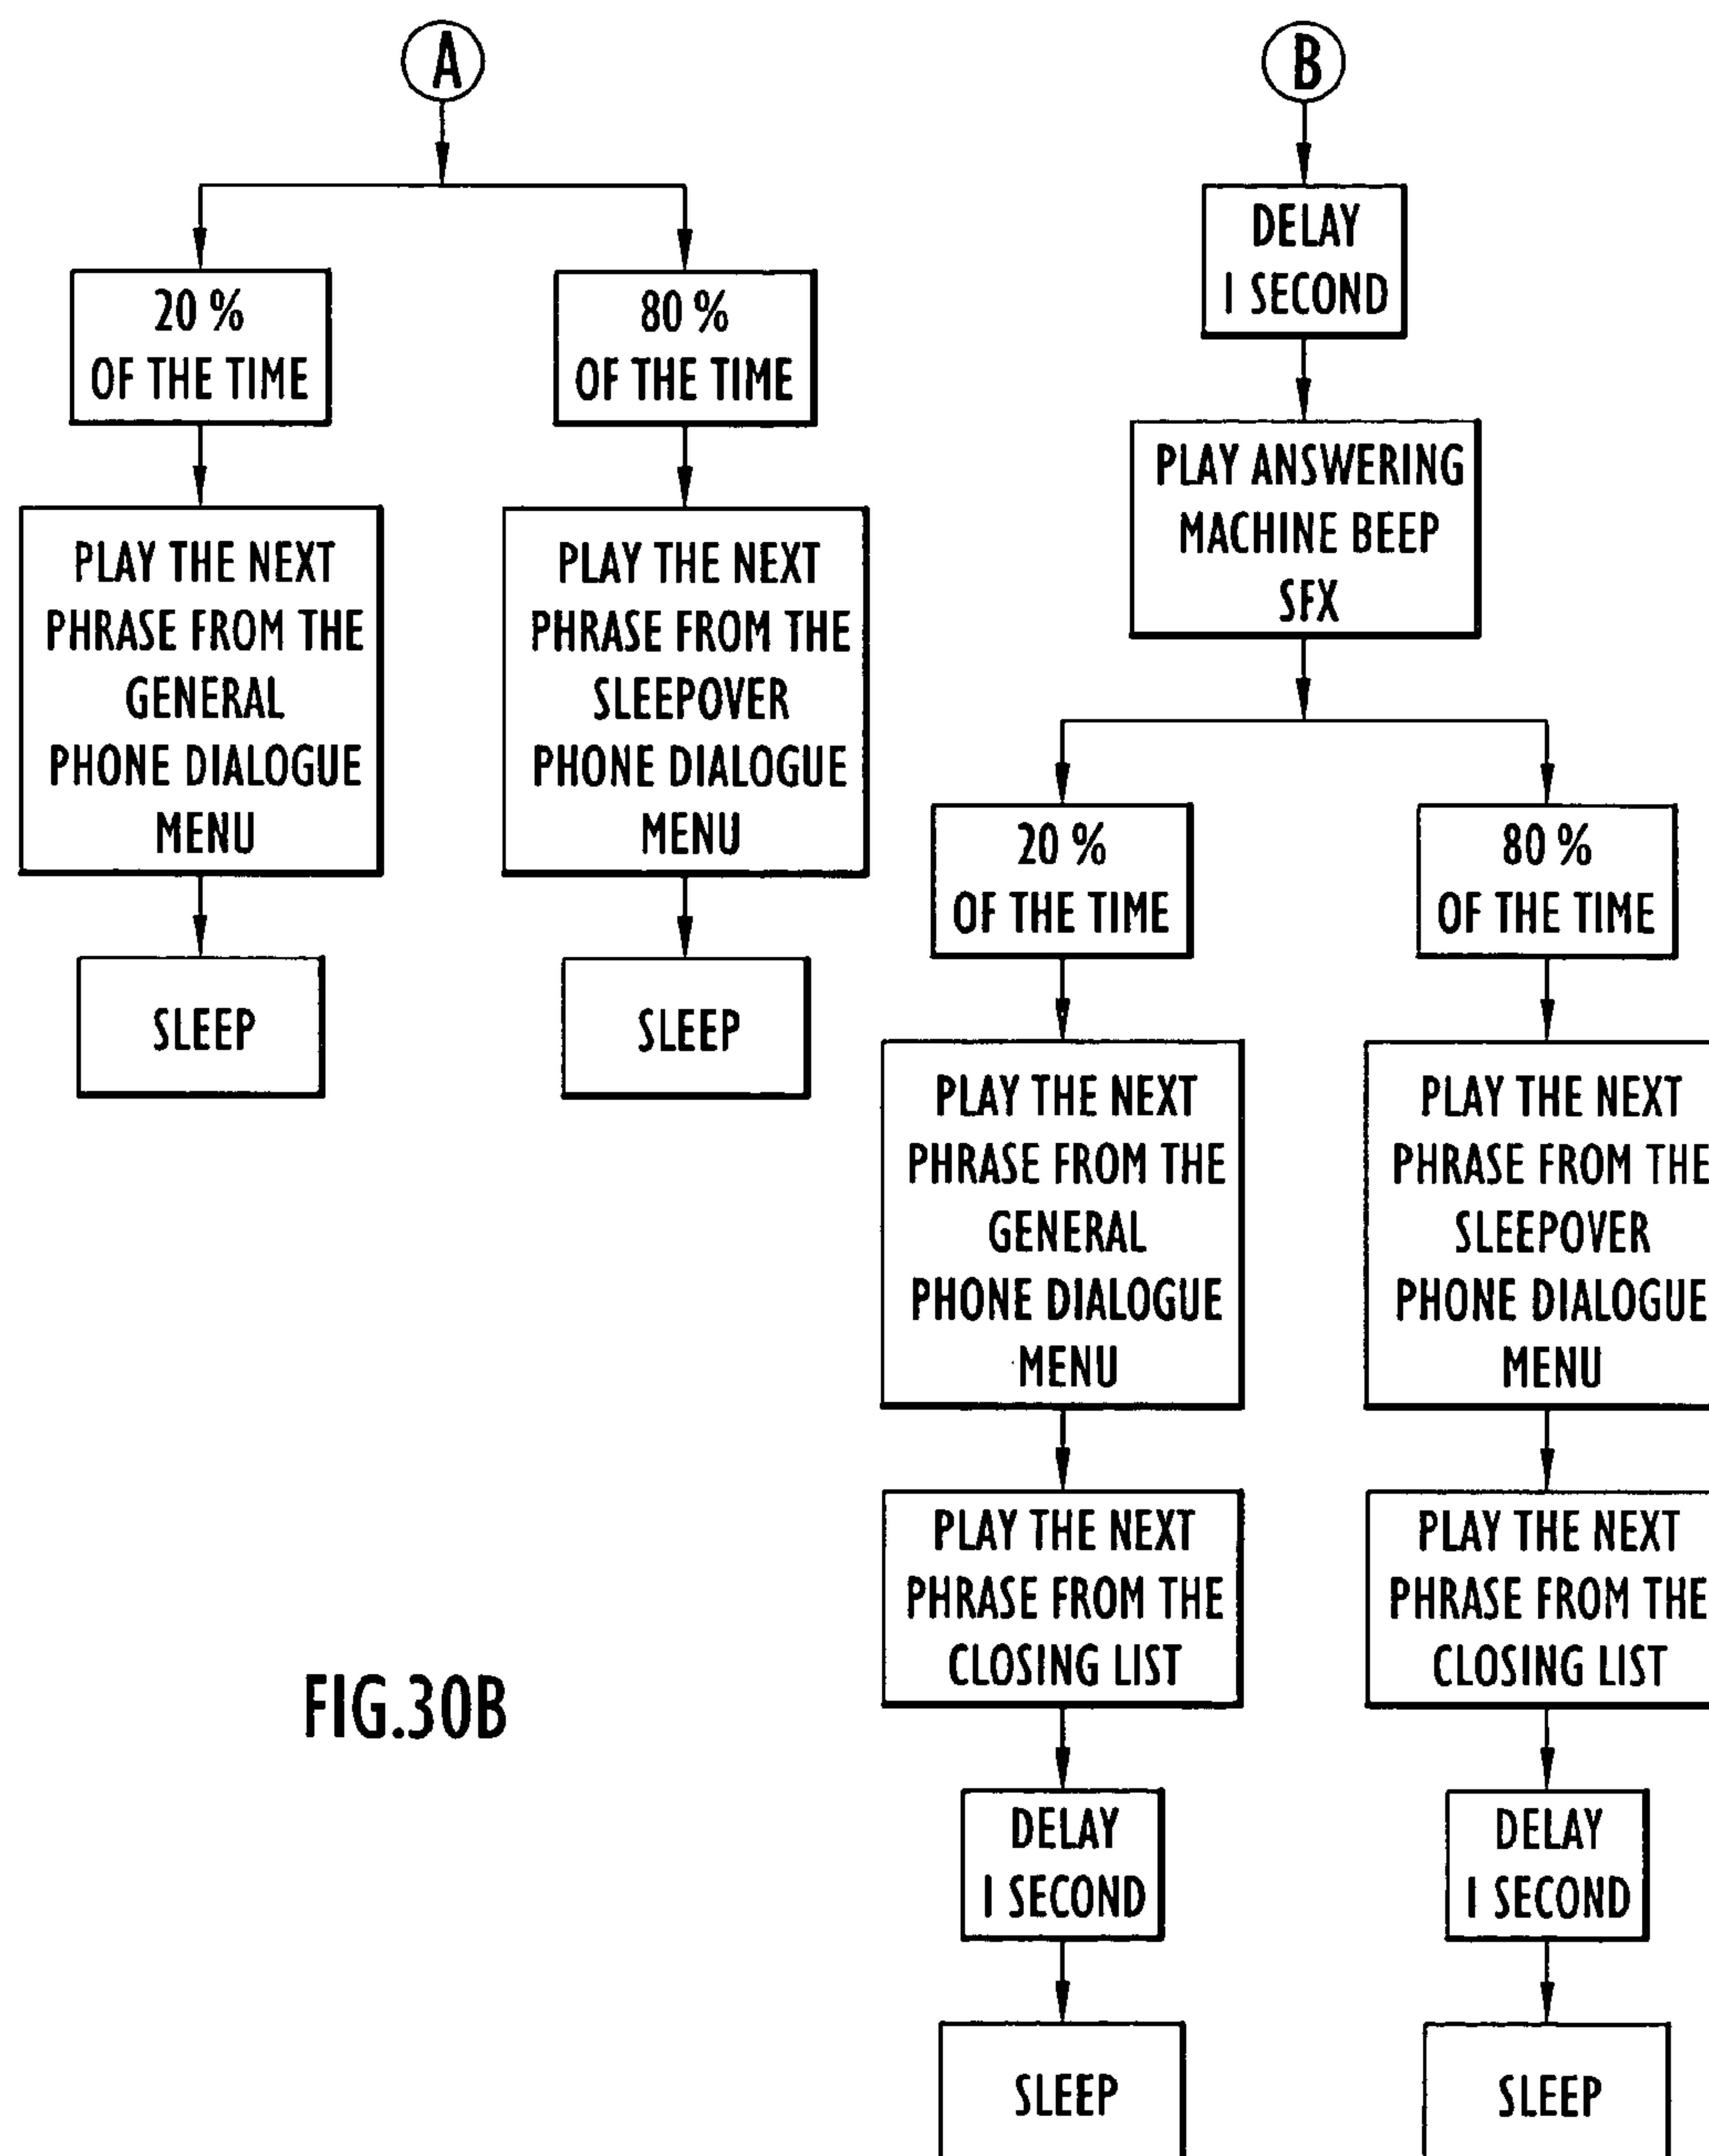 A
20 %
OF THE TIME
PLAY THE NEXT
PHRASE FROM THE
GENERAL
PHONE DIALOGUE
MENU
SLEEP
80 %
OF THE TIME
PLAY THE NEXT
PHRASE FROM THE
SLEEPOVER
PHONE DIALOGUE
MENU
SLEEP
B
DELAY
1 SECOND
PLAY ANSWERING
MACHINE BEEP
SFX
20 %
OF THE TIME
PLAY THE NEXT
PHRASE FROM THE
GENERAL
PHONE DIALOGUE
MENU
PLAY THE NEXT
PHRASE FROM THE
CLOSING LIST
DELAY
1 SECOND
SLEEP
80 %
OF THE TIME
PLAY THE NEXT
PHRASE FROM THE
SLEEPOVER
PHONE DIALOGUE
MENU
PLAY THE NEXT
PHRASE FROM THE
CLOSING LIST
DELAY
1 SECOND
SLEEP
FIG.30B